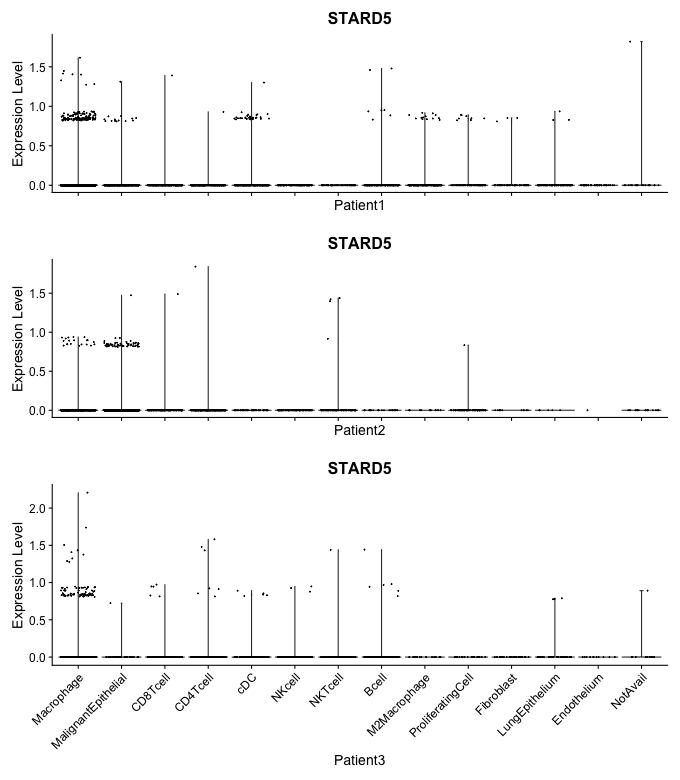 STARD5
Expression Level
1.5
1.0
0.5
0.0
Patient1
STARD5
Expression Level
1.5
1.0
0.5
0.0
Patient2
STARD5
Expression Level
2.0
1.5
1.0
0.5
0.0
Macrophage
MalignantEpithelial
CD8Tcell
CD4Tcell
cDC
NKcell
NKTcell
Bcell
M2Macrophage
ProliferatingCell
Fibroblast
LungEpithelium
Endothelium
NotAvail
Patient3